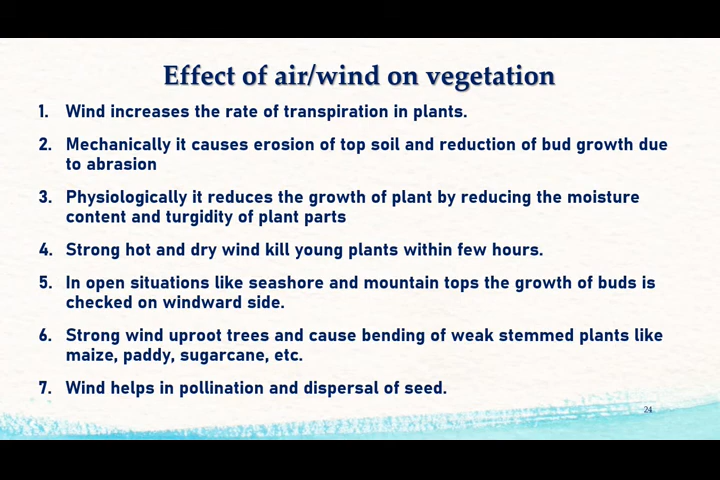 Effect of air/wind on vegetation
1. Wind increases the rate of transpiration in plants.
2. Mechanically it causes erosion of top soil and reduction of bud growth due
to abrasion
3. Physiologically it reduces the growth of plant by reducing the moisture
content and turgidity of plant parts
4. Strong hot and dry wind kill young plants within few hours.
5. In open situations like seashore and mountain tops the growth of buds is
checked on windward side.
6. Strong wind uproot trees and cause bending of weak stemmed plants like
maize, paddy, sugarcane, etc.
7. Wind helps in pollination and dispersal of seed.
24